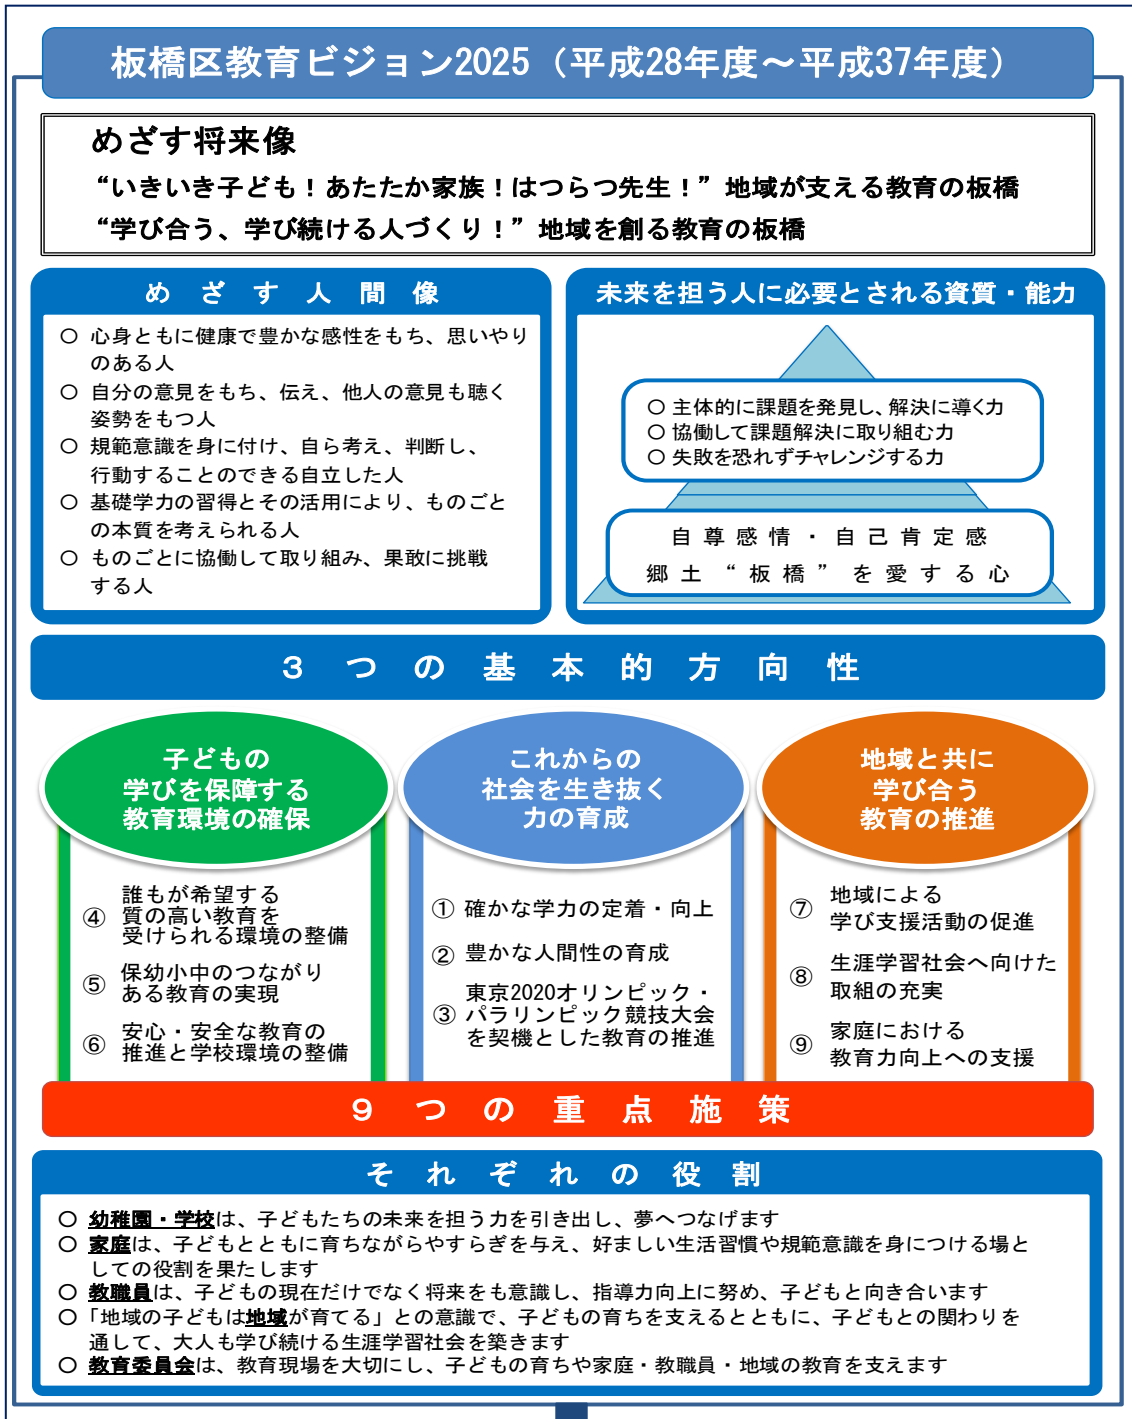 板橋区教育ビジョン2025（平成28年度～平成37年度）
めざす将来像
“いきいき子ども！あたたか家族！はつらつ先生！”地域が支える教育の板橋
“学び合う、学び続ける人づくり！”地域を創る教育の板橋
めざす人間像
○ 心身ともに健康で豊かな感性をもち、思いやり
のある人
○ 自分の意見をもち、伝え、他人の意見も聴く
姿勢をもつ人
○ 規範意識を身に付け、自ら考え、判断し、
行動することのできる自立した人
○ 基礎学力の習得とその活用により、ものごと
の本質を考えられる人
○ ものごとに協働して取り組み、果敢に挑戦
する人
未来を担う人に必要とされる資質・能力
○ 主体的に課題を発見し、解決に導く力
○ 協働して課題解決に取り組む力
○ 失敗を恐れずチャレンジする力
自尊感情・自己肯定感
郷土“板橋”を愛する心
３つの基本的方向性
子どもの
学びを保障する
教育環境の確保
④ 誰もが希望する
質の高い教育を
受けられる環境の整備
⑤ 保幼小中のつながり
ある教育の実現
⑥ 安心・安全な教育の
推進と学校環境の整備
これからの
社会を生き抜く
力の育成
① 確かな学力の定着・向上
② 豊かな人間性の育成
③ 東京2020オリンピック・
パラリンピック競技大会
を契機とした教育の推進
地域と共に
学び合う
教育の推進
⑦ 地域による
学び支援活動の促進
⑧ 生涯学習社会へ向けた
取組の充実
⑨ 家庭における
教育力向上への支援
９つの重点施策
それぞれの役割
○ 幼稚園・学校は、子どもたちの未来を担う力を引き出し、夢へつなげます
○ 家庭は、子どもとともに育ちながらやすらぎを与え、好ましい生活習慣や規範意識を身につける場と
しての役割を果たします
○ 教職員は、子どもの現在だけでなく将来をも意識し、指導力向上に努め、子どもと向き合います
○ 「地域の子どもは地域が育てる」との意識で、子どもの育ちを支えるとともに、子どもとの関わりを
通して、大人も学び続ける生涯学習社会を築きます
○ 教育委員会は、教育現場を大切にし、子どもの育ちや家庭・教職員・地域の教育を支えます